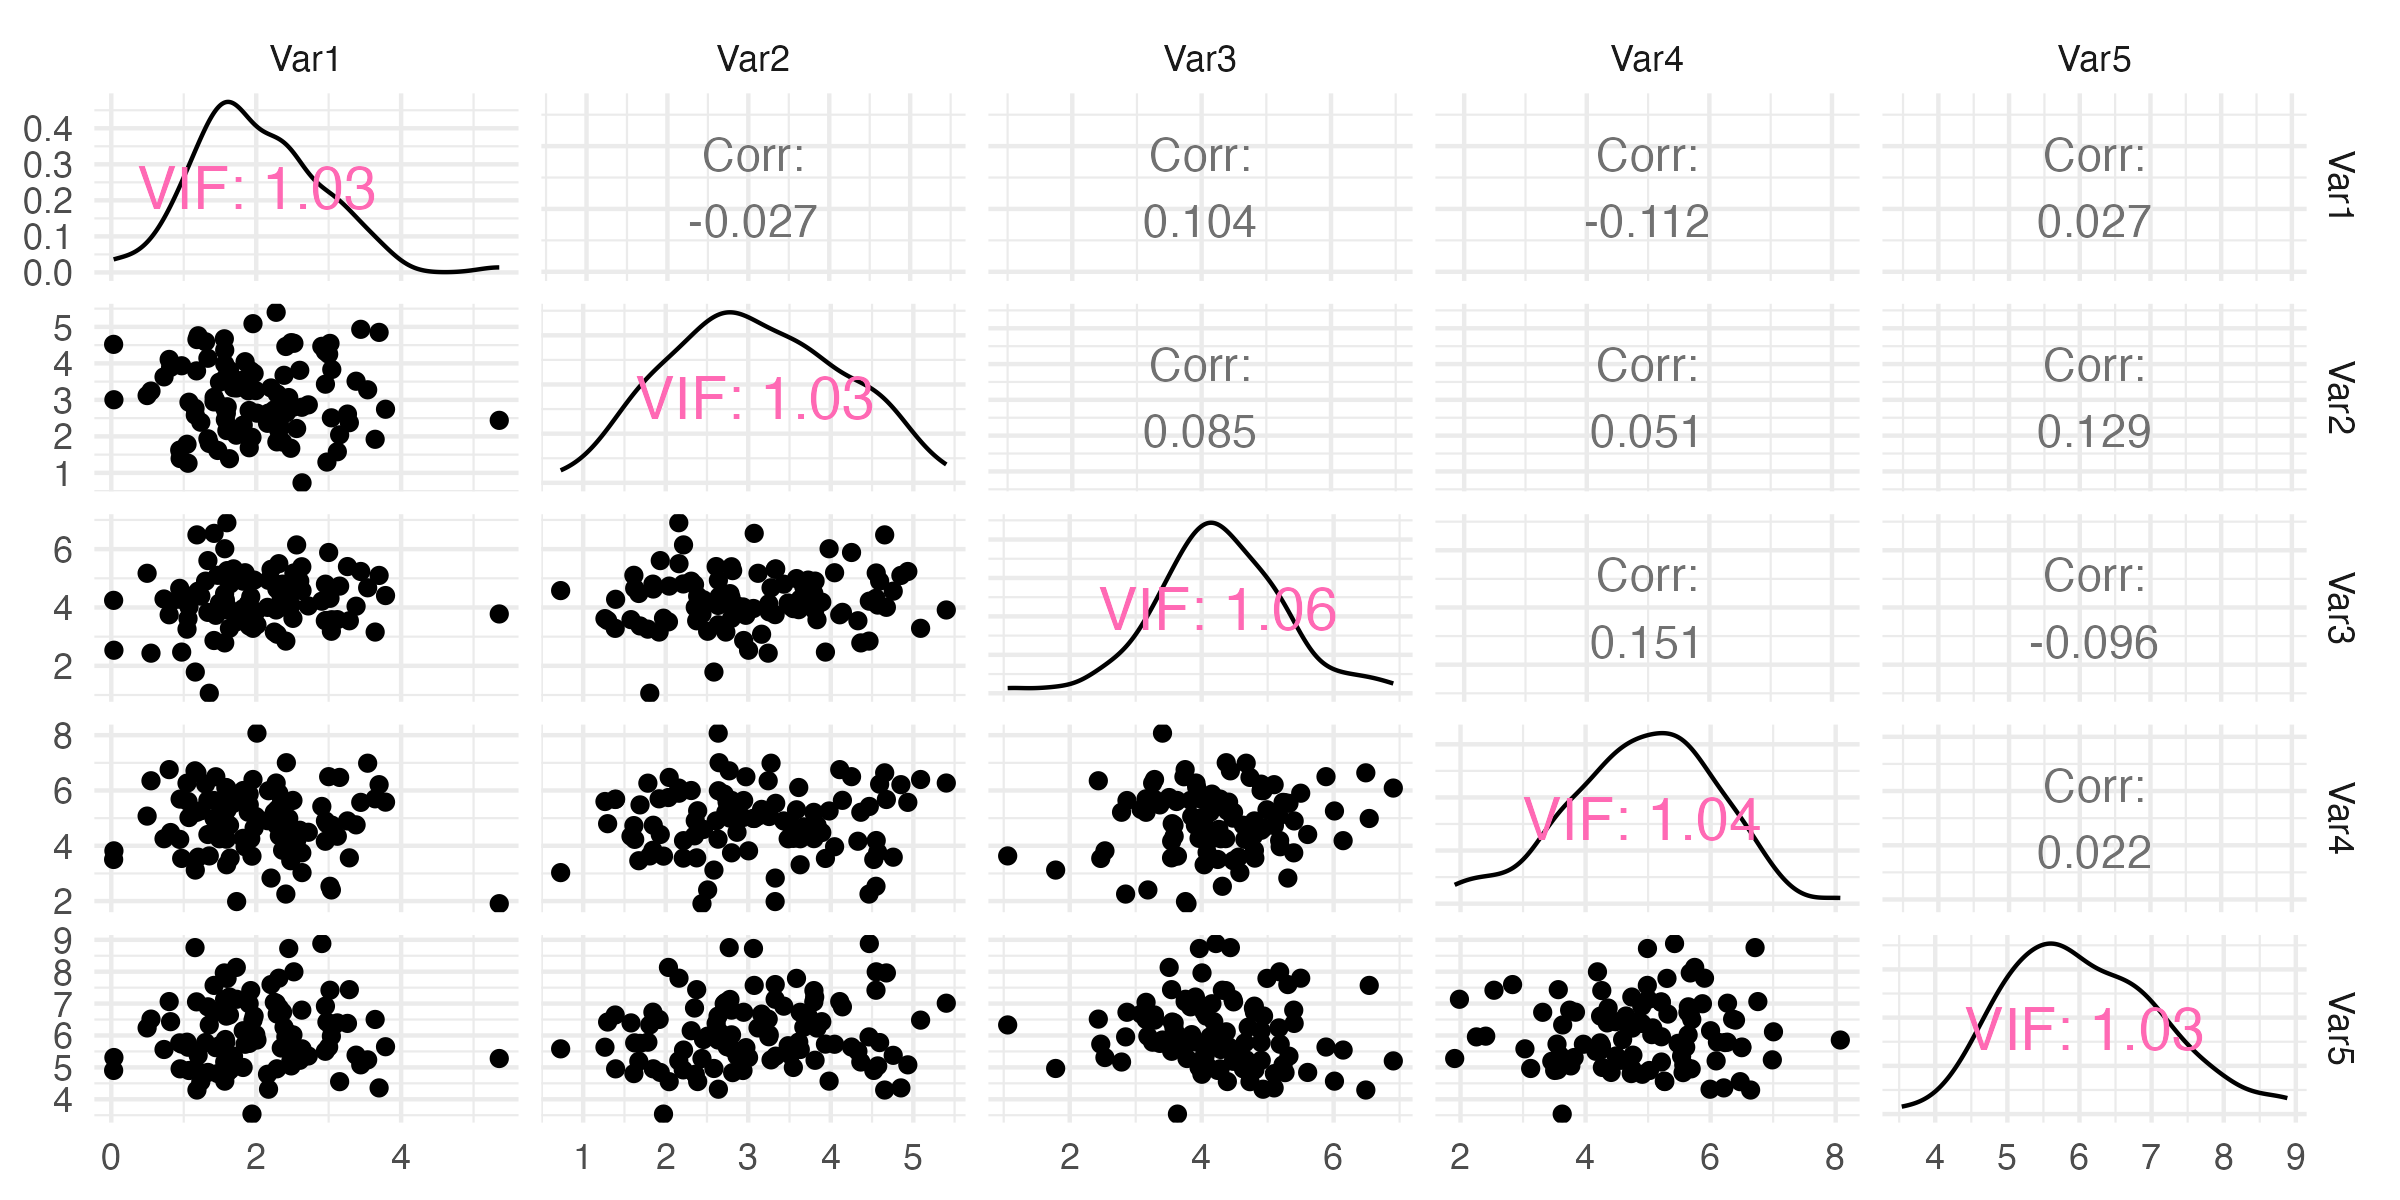 Var1 Var2 Var3 Var4 Var5
0.4
0.3
0.2
0.1
0.0
VIF: 1.03
Corr:
-0.027
Corr:
0.104
Corr:
-0.112
Corr:
0.027
Var1
5
4
3
2
1
VIF: 1.03
Corr:
0.085
Corr:
0.051
Corr:
0.129
Var2
6
4
2
VIF: 1.06
Corr:
0.151
Corr:
-0.096
Var3
8
6
4
2
VIF: 1.04
Corr:
0.022
Var4
9
8
7
6
5
4
VIF: 1.03
Var5
0 2 4 1 2 3 4 5 2 4 6 2 4 6 8 4 5 6 7 8 9